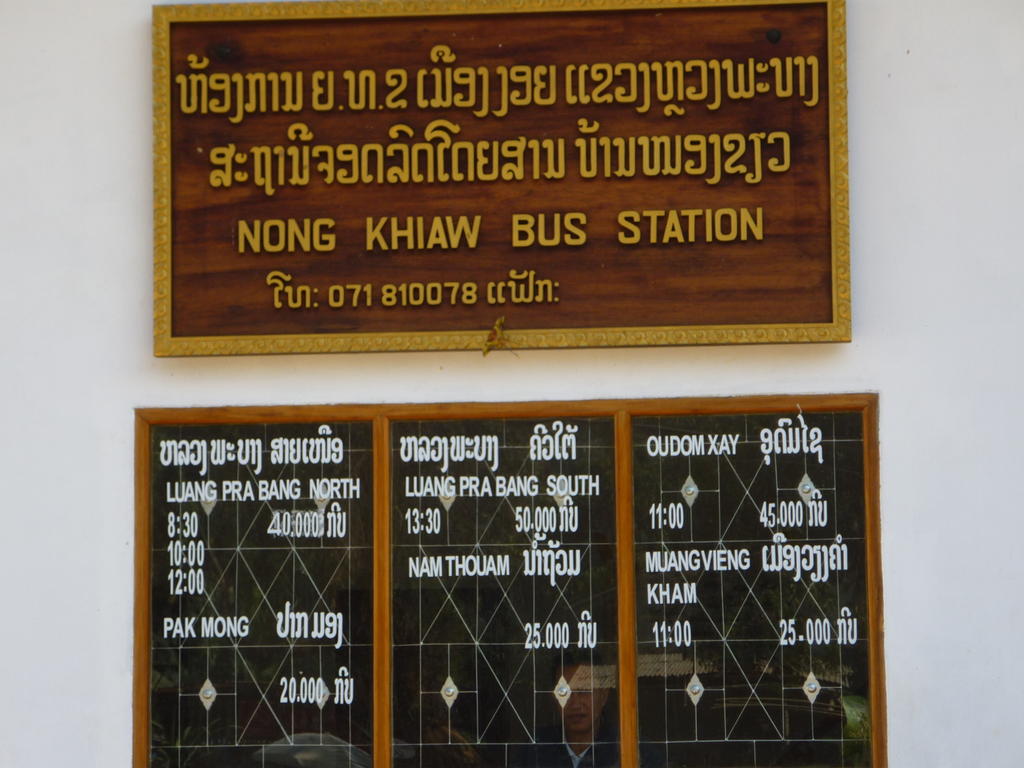 ຫ້ອງການ ຍ.ທ.ຂ ເມືອງ ງອຍ ແຂວງຫຼວງພະບາງ
ສະຖານີຈອດລົດໂດຍສານ ບ້ານໜອງຂຽວ
NONG KHIAW BUS STATION
ໂທ: 071 810078 ແຟັກ:
ຫລວງ ພະບາງ ສາຍເໜືອ
LUANG PRA BANG NORTH
8:30 40.000 ກີບ
10:00
12:00
PAK MONG ປາກ ມອງ
20.000 ກີບ
ຫລວງພະບາງ ຄີວໃຕ້
LUANG PRA BANG SOUTH
13:30 50.000 ກີບ
NAM THOUAM ນ້ຳຖ້ວມ
25.000 ກີບ
OUDOM XAY ອຸດົມໄຊ
11:00 45.000 ກີບ
MUANGVIENG ເມືອງວຽງຄຳ
KHAM
11:00 25-000 ກີບ